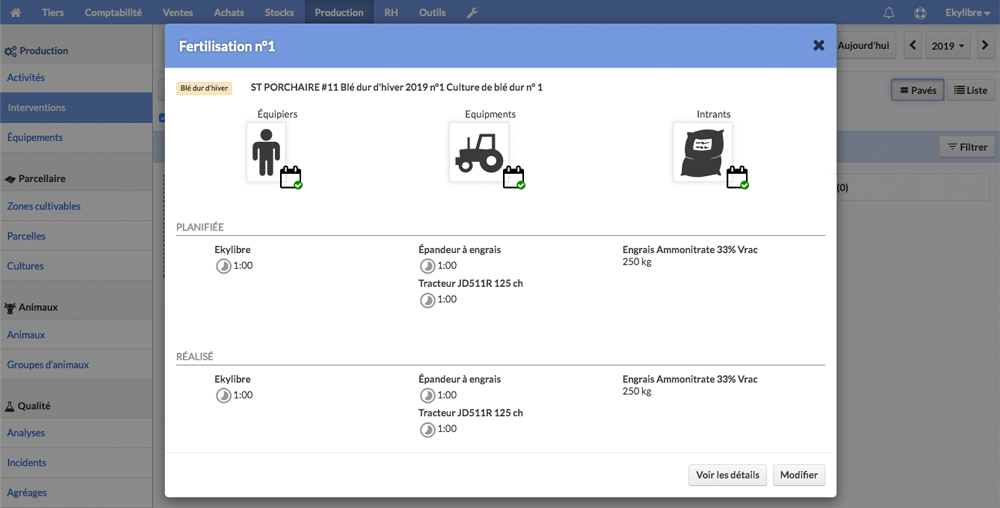 Tiers Comptabilité Ventes Achats Stocks Production RH Outils Ekylibre
Fertilisation n°1
Aujourd'hui 2019
Production
Activités
Interventions
Équipements
Parcellaire
Zones cultivables
Parcelles
Cultures
Animaux
Animaux
Groupes d'animaux
Qualité
Analyses
Incidents
Agréages
Pavés Liste
Filtrer
(0)
Blé dur d'hiver ST PORCHAIRE #11 Blé dur d'hiver 2019 n°1 Culture de blé dur n° 1
Équipiers Equipments Intrants
PLANIFIÉE
Ekylibre Épandeur à engrais Engrais Ammonitrate 33% Vrac
1:00 1:00 250 kg
Tracteur JD511R 125 ch
1:00
RÉALISÉ
Ekylibre Épandeur à engrais Engrais Ammonitrate 33% Vrac
1:00 1:00 250 kg
Tracteur JD511R 125 ch
1:00
Voir les détails Modifier